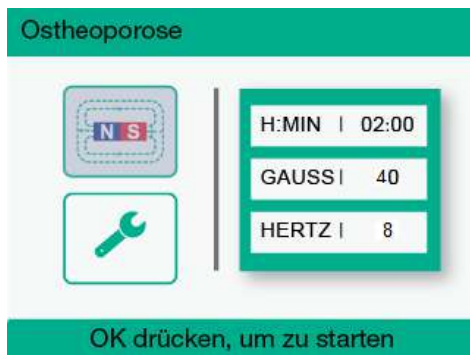 Ostheoporose
N S
H:MIN | 02:00
GAUSS | 40
HERTZ | 8
OK drücken, um zu starten